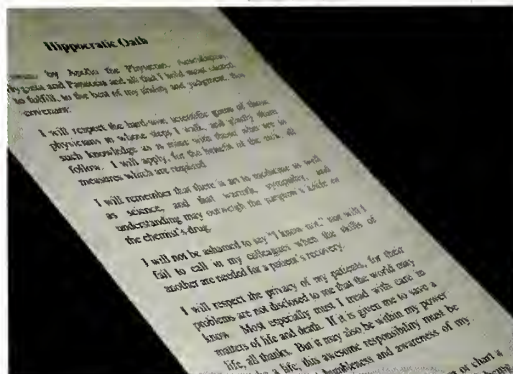 Hippocratic Oath
by Apollo the Physician, Aesculapius,
Hygieia and Panacea and all that I hold most sacred,
to fulfill, to the best of my ability and judgment, this
covenant:
I will respect the hard-won scientific gains of those
physicians in whose steps I walk, and gladly share
such knowledge as is mine with those who are to
follow. I will apply, for the benefit of the sick, all
measures which are required
I will remember that there is art to medicine as well
as science, and that warmth, sympathy, and
understanding may outweigh the surgeon's knife or
the chemist's drug.
I will not be ashamed to say "I know not," nor will I
fail to call in my colleagues when the skills of
another are needed for a patient's recovery.
I will respect the privacy of my patients, for their
problems are not disclosed to me that the world may
know. Most especially must I tread with care in
matters of life and death. If it is given me to save a
life, all thanks. But it may also be within my power
a life; this awesome responsibility must be
humbleness and awareness of my
or chart a
being